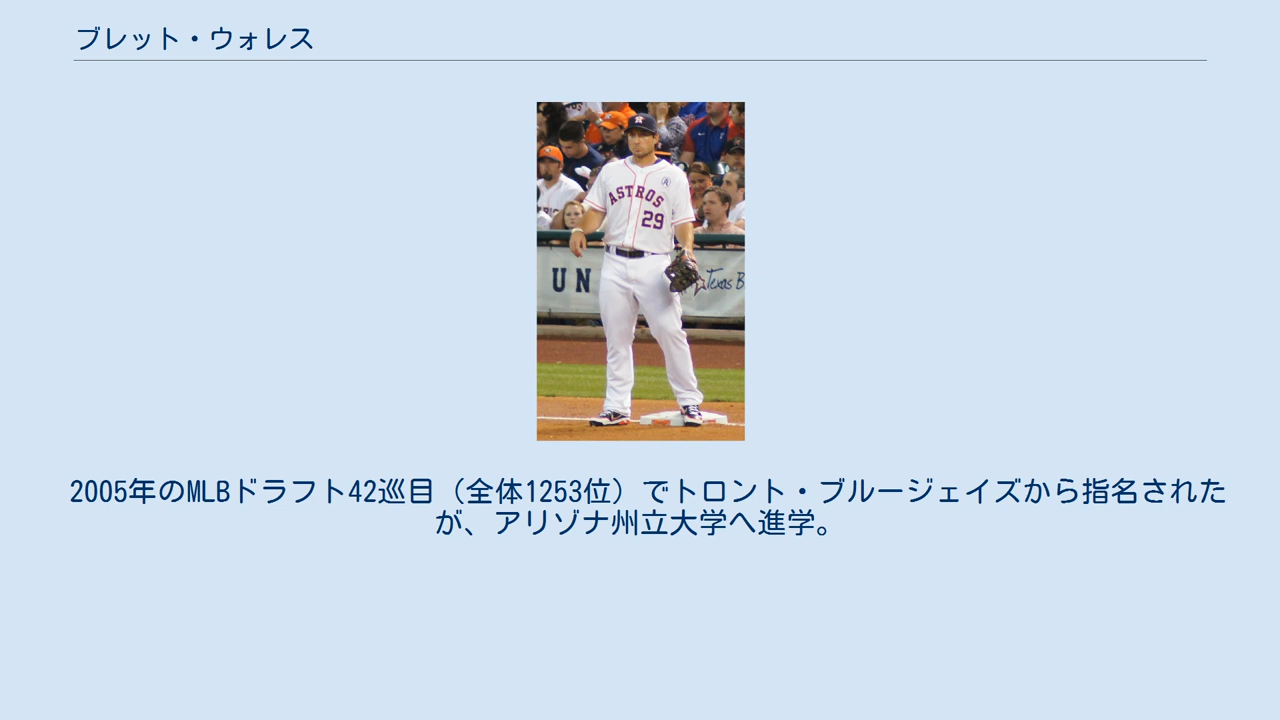 ブレット・ウォレス
ASTROS
29
UN
Texas B
2005年のMLBドラフト42巡目（全体1253位）でトロント・ブルージェイズから指名された
が、アリゾナ州立大学へ進学。